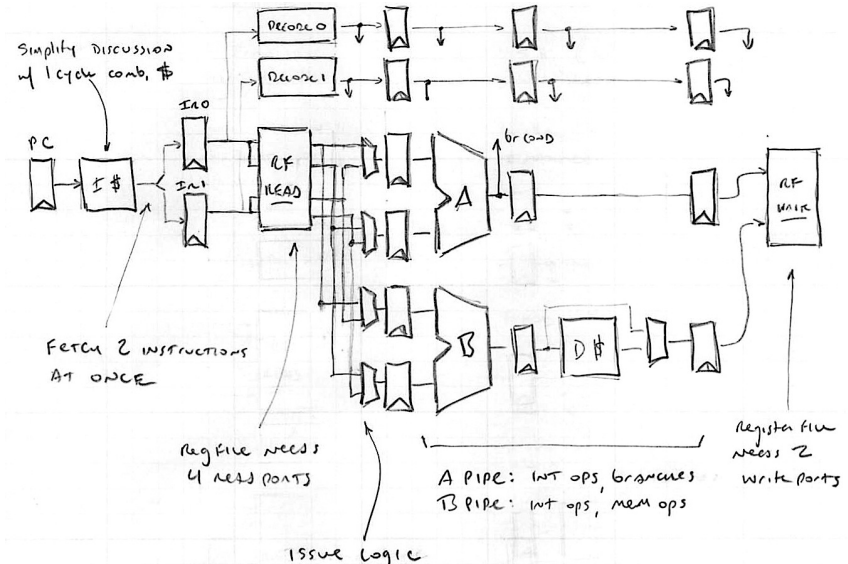 Decode 0
Simplify Discussion
w/ 1 cycle comb. $
Decode 1
IR0
PC
br cond
I $
RF
READ
A
RF
Write
IR1
Fetch 2 instructions
at once
B
D $
Regfile needs
4 read ports
A pipe: int ops, branches
B pipe: int ops, mem ops
Register file
needs 2
write ports
Issue Logic